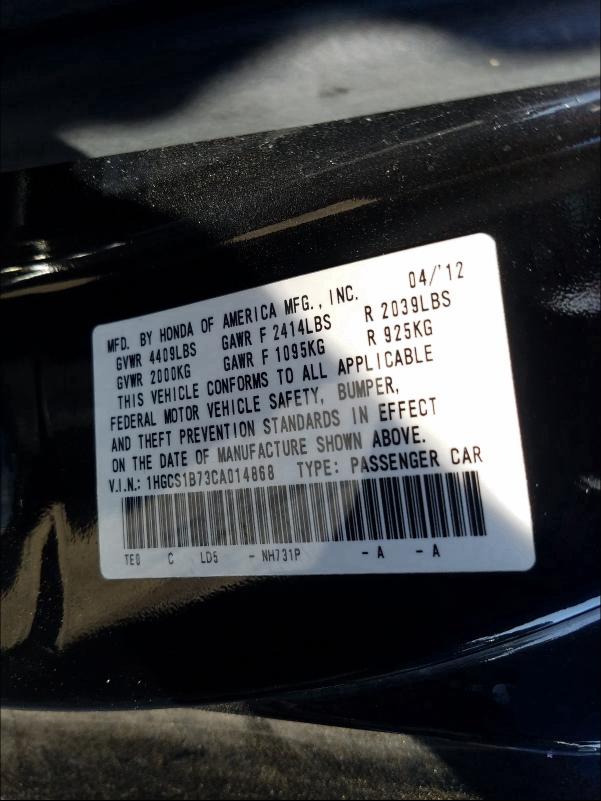 MFD. BY HONDA OF AMERICA MFG., INC. 04/'12
GVWR 4409LBS GAWR F 2414LBS R 2039LBS
GVWR 2000KG GAWR F 1095KG R 925KG
THIS VEHICLE CONFORMS TO ALL APPLICABLE
FEDERAL MOTOR VEHICLE SAFETY, BUMPER,
AND THEFT PREVENTION STANDARDS IN EFFECT
ON THE DATE OF MANUFACTURE SHOWN ABOVE.
V.I.N.: 1HGCS1B73CA014868 TYPE: PASSENGER CAR
TE0 C LD5 - NH731P - A - A